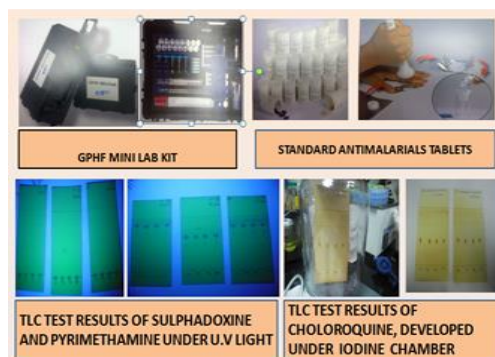 GPHF MINI LAB KIT
STANDARD ANTIMALARIALS TABLETS
TLC TEST RESULTS OF SULPHADOXINE
AND PYRIMETHAMINE UNDER U.V LIGHT
TLC TEST RESULTS OF
CHOLOROQUINE, DEVELOPED
UNDER IODINE CHAMBER